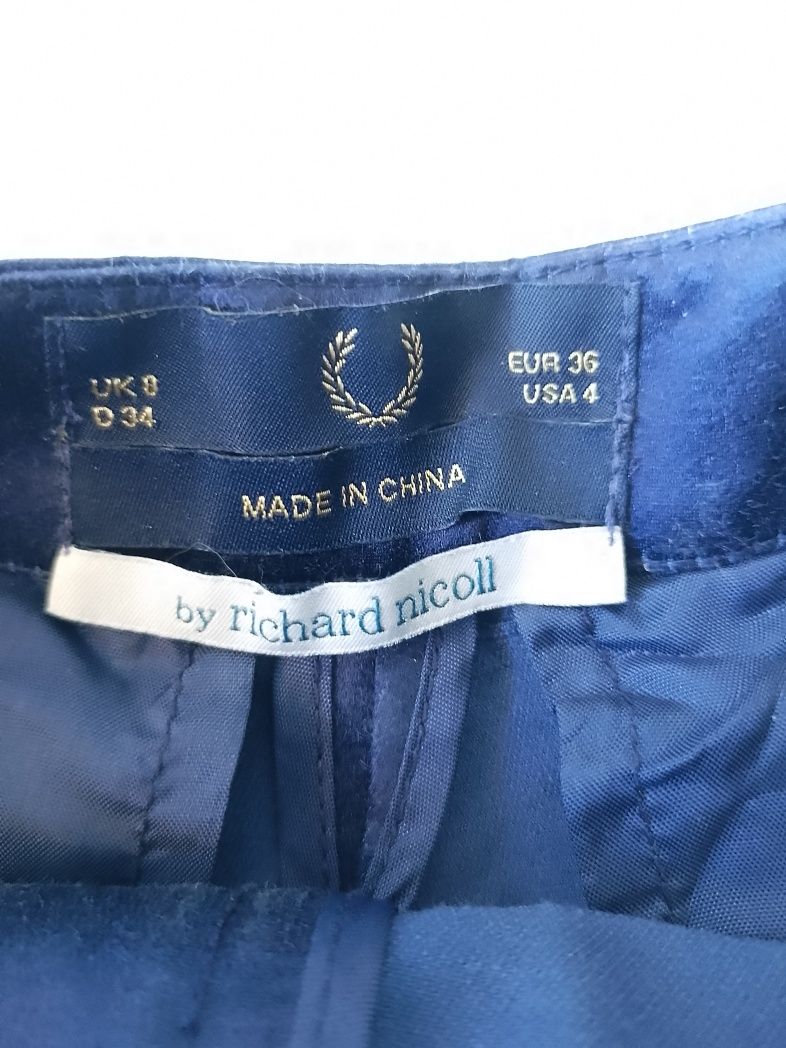 UK 8
D 34
EUR 36
USA 4
MADE IN CHINA
by richard nicoll